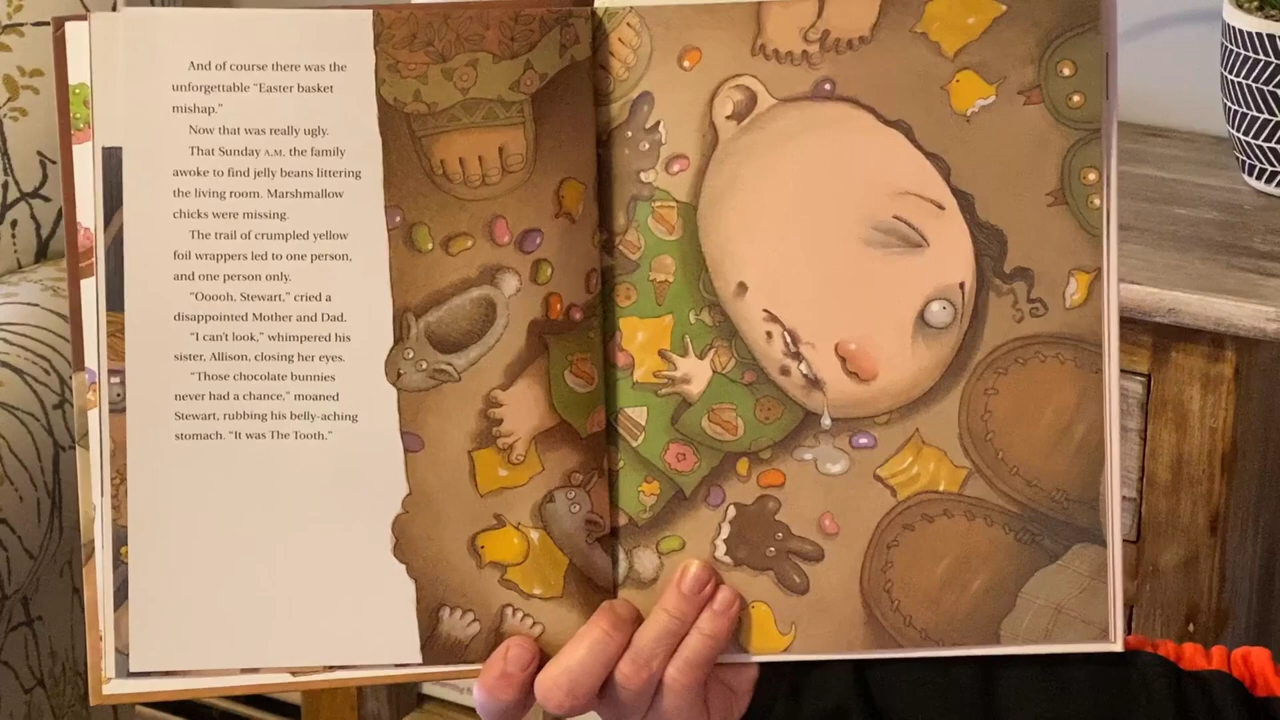 And of course there was the
unforgettable “Easter basket
mishap.”
Now that was really ugly.
That Sunday A.M. the family
awoke to find jelly beans littering
the living room. Marshmallow
chicks were missing.
The trail of crumpled yellow
foil wrappers led to one person,
and one person only.
“Ooooh, Stewart,” cried a
disappointed Mother and Dad.
“I can’t look,” whimpered his
sister, Allison, closing her eyes.
“Those chocolate bunnies
never had a chance,” moaned
Stewart, rubbing his belly-aching
stomach. “It was The Tooth.”